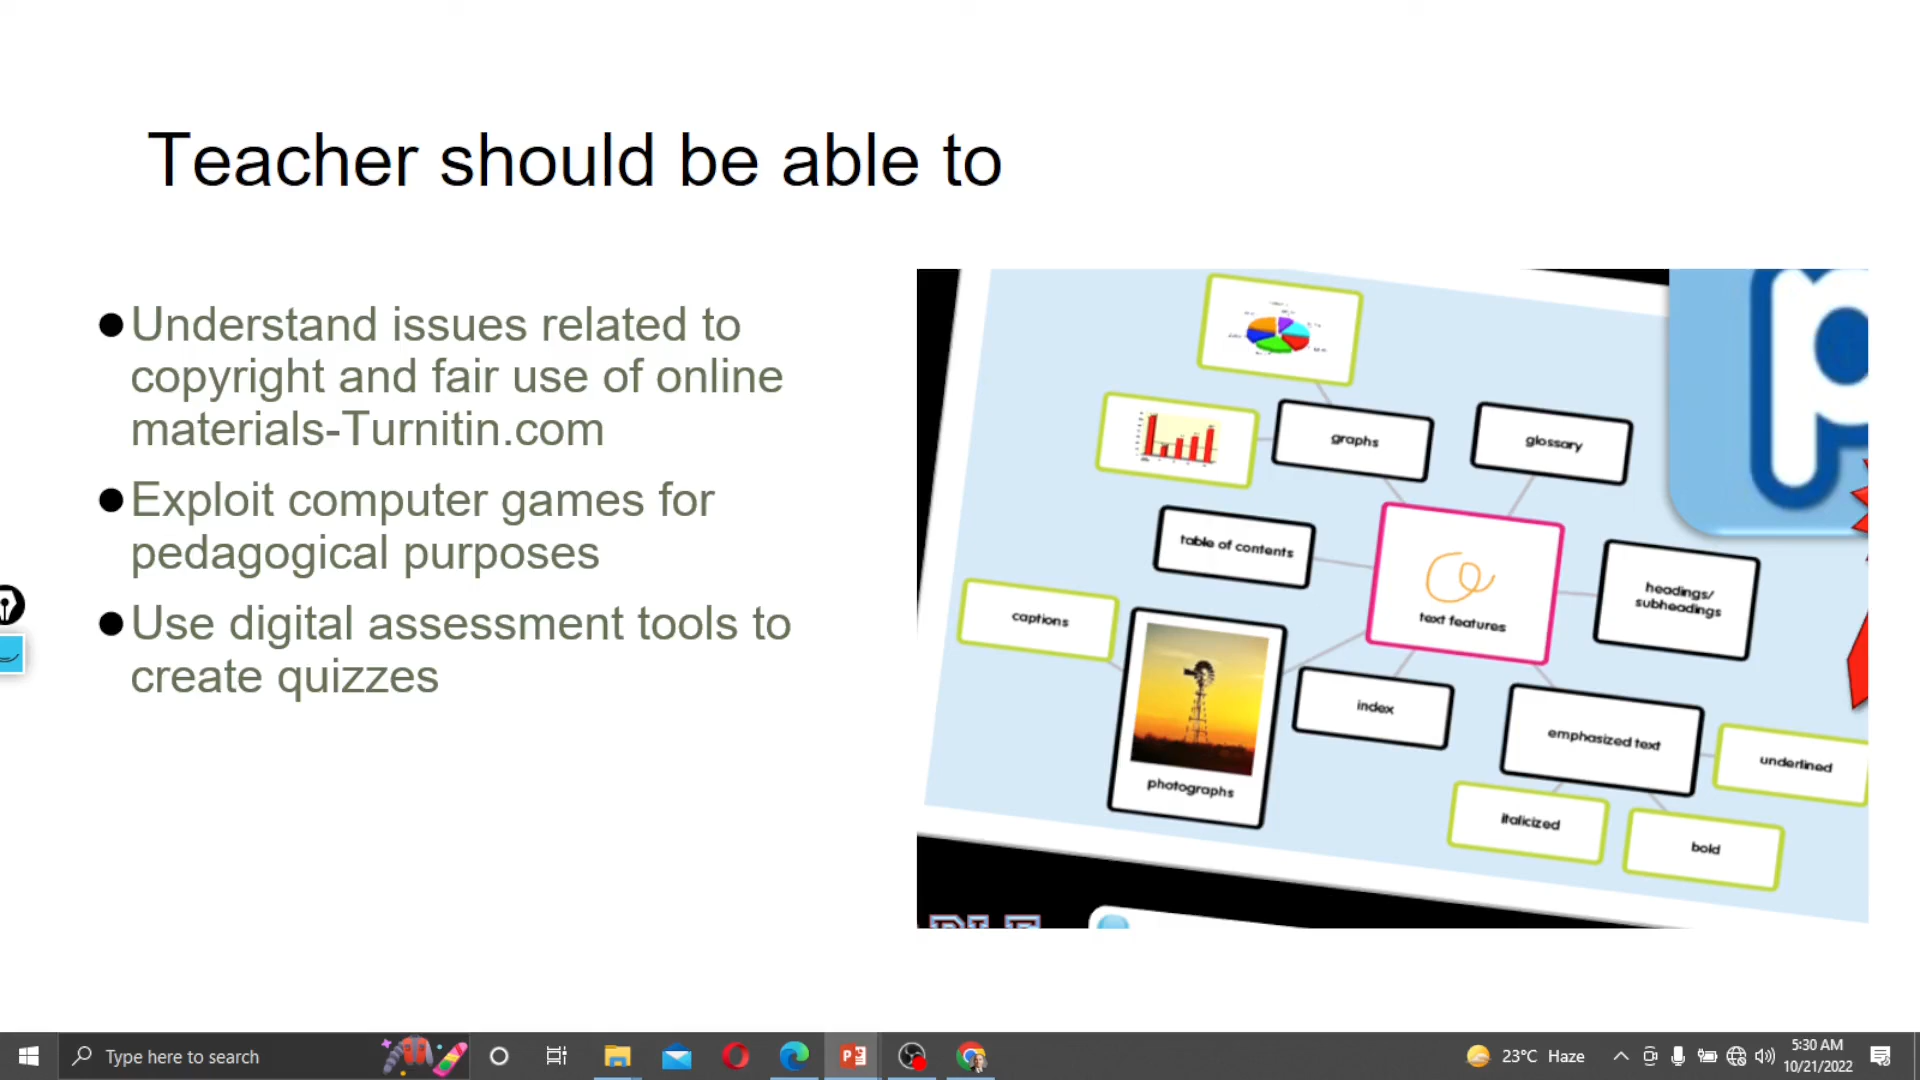 Teacher should be able to
●Understand issues related to
copyright and fair use of online
materials-Turnitin.com
●Exploit computer games for
pedagogical purposes
●Use digital assessment tools to
create quizzes
graphs
glossary
table of contents
text features
headings/
subheadings
captions
photographs
index
emphasized text
underlined
italicized
bold
p
Type here to search
23°C Haze
5:30 AM
10/21/2022